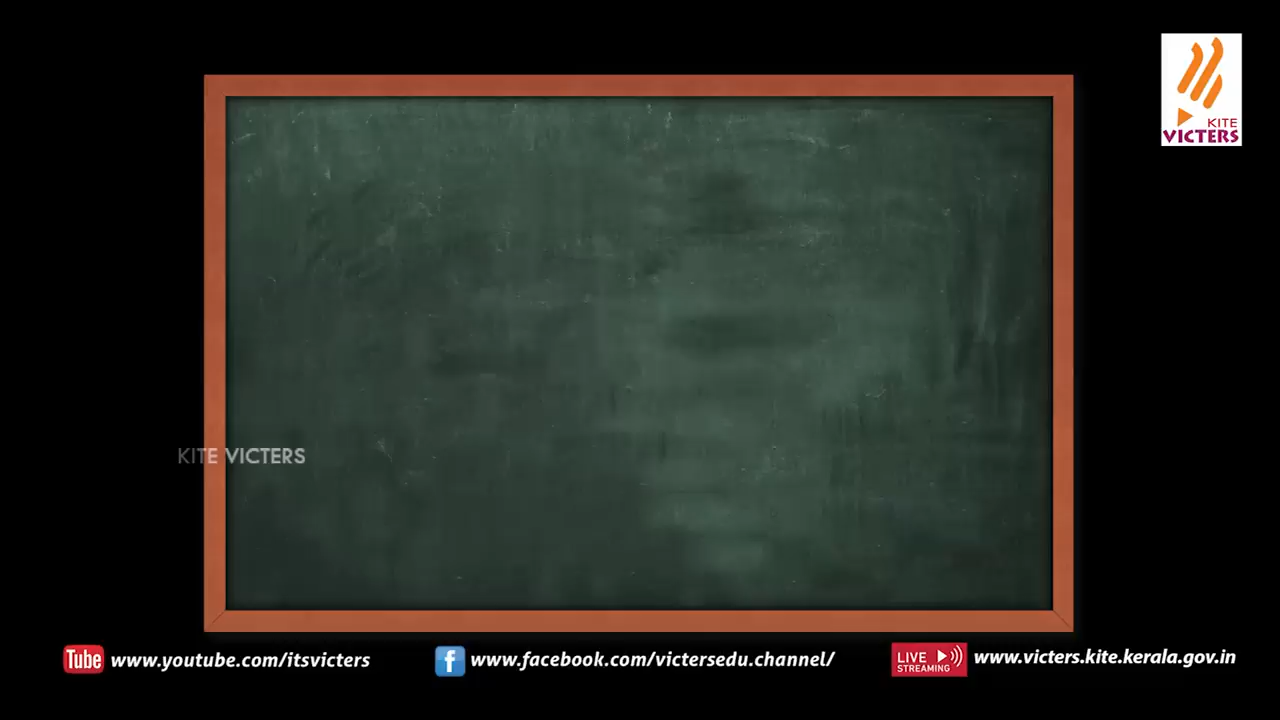 KITE
VICTERS
KITE VICTERS
Tube www.youtube.com/itsvicters
f www.facebook.com/victersedu.channel/
LIVE
STREAMING
www.victers.kite.kerala.gov.in